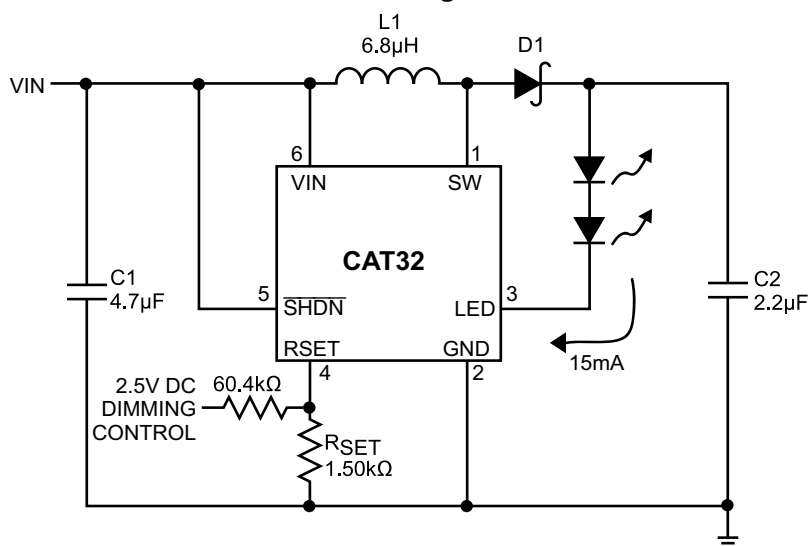 L1
6.8µH
D1
VIN
6
1
VIN
SW
CAT32
C1
4.7µF
5
SHDN
LED
3
C2
2.2µF
RSET
GND
4
2
15mA
2.5V DC
DIMMING
CONTROL
60.4kΩ
RSET
1.50kΩ